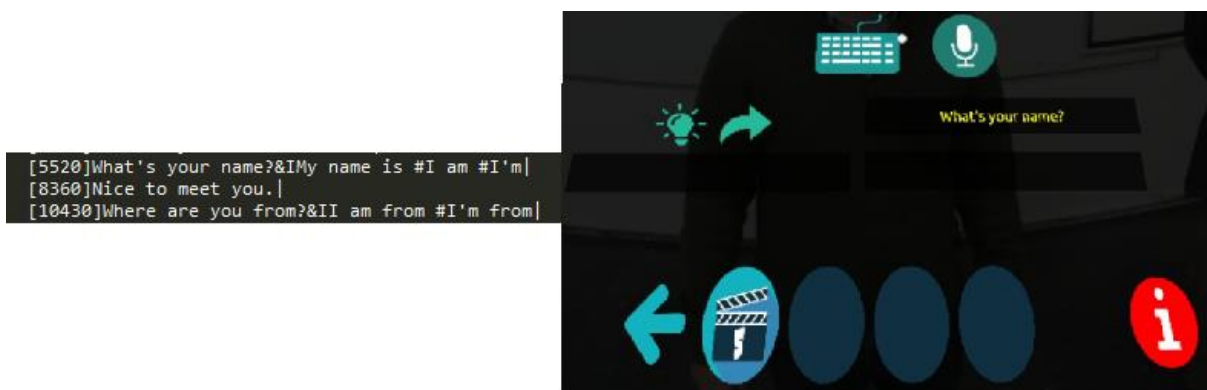 [5520]What's your name?&IMy name is #I am #I'm|
[8360]Nice to meet you.|
[10430]Where are you from?&II am from #I'm from|
What's your name?
5
i